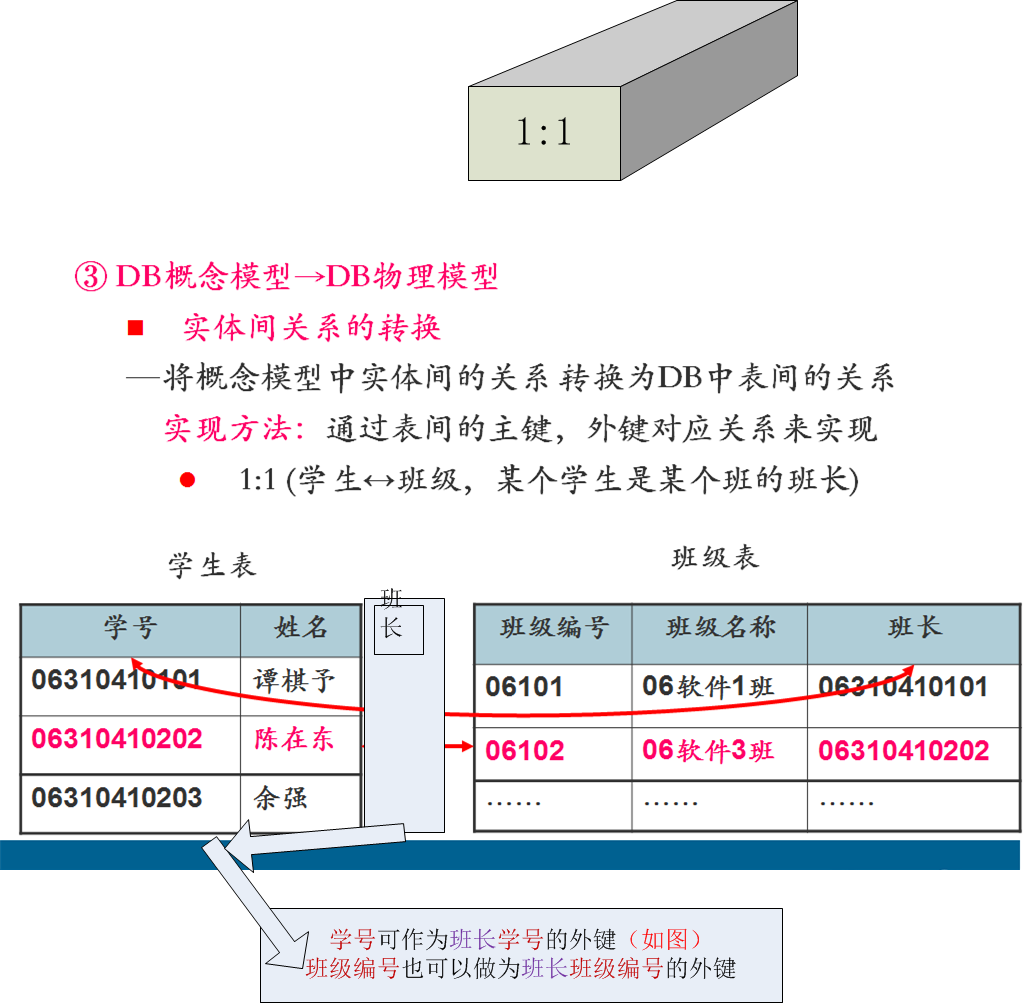 1:1
③ DB概念模型→DB物理模型
■ 实体间关系的转换
—将概念模型中实体间的关系 转换为DB中表间的关系
实现方法：通过表间的主键，外键对应关系来实现
● 1:1 (学生↔班级，某个学生是某个班的班长)
学生表
学号 姓名
06310410101 谭棋予
06310410202 陈在东
06310410203 余强
班
长
班级表
班级编号 班级名称 班长
06101 06软件1班 06310410101
06102 06软件3班 06310410202
…… …… ……
学号可作为班长学号的外键（如图）
班级编号也可以做为班长班级编号的外键